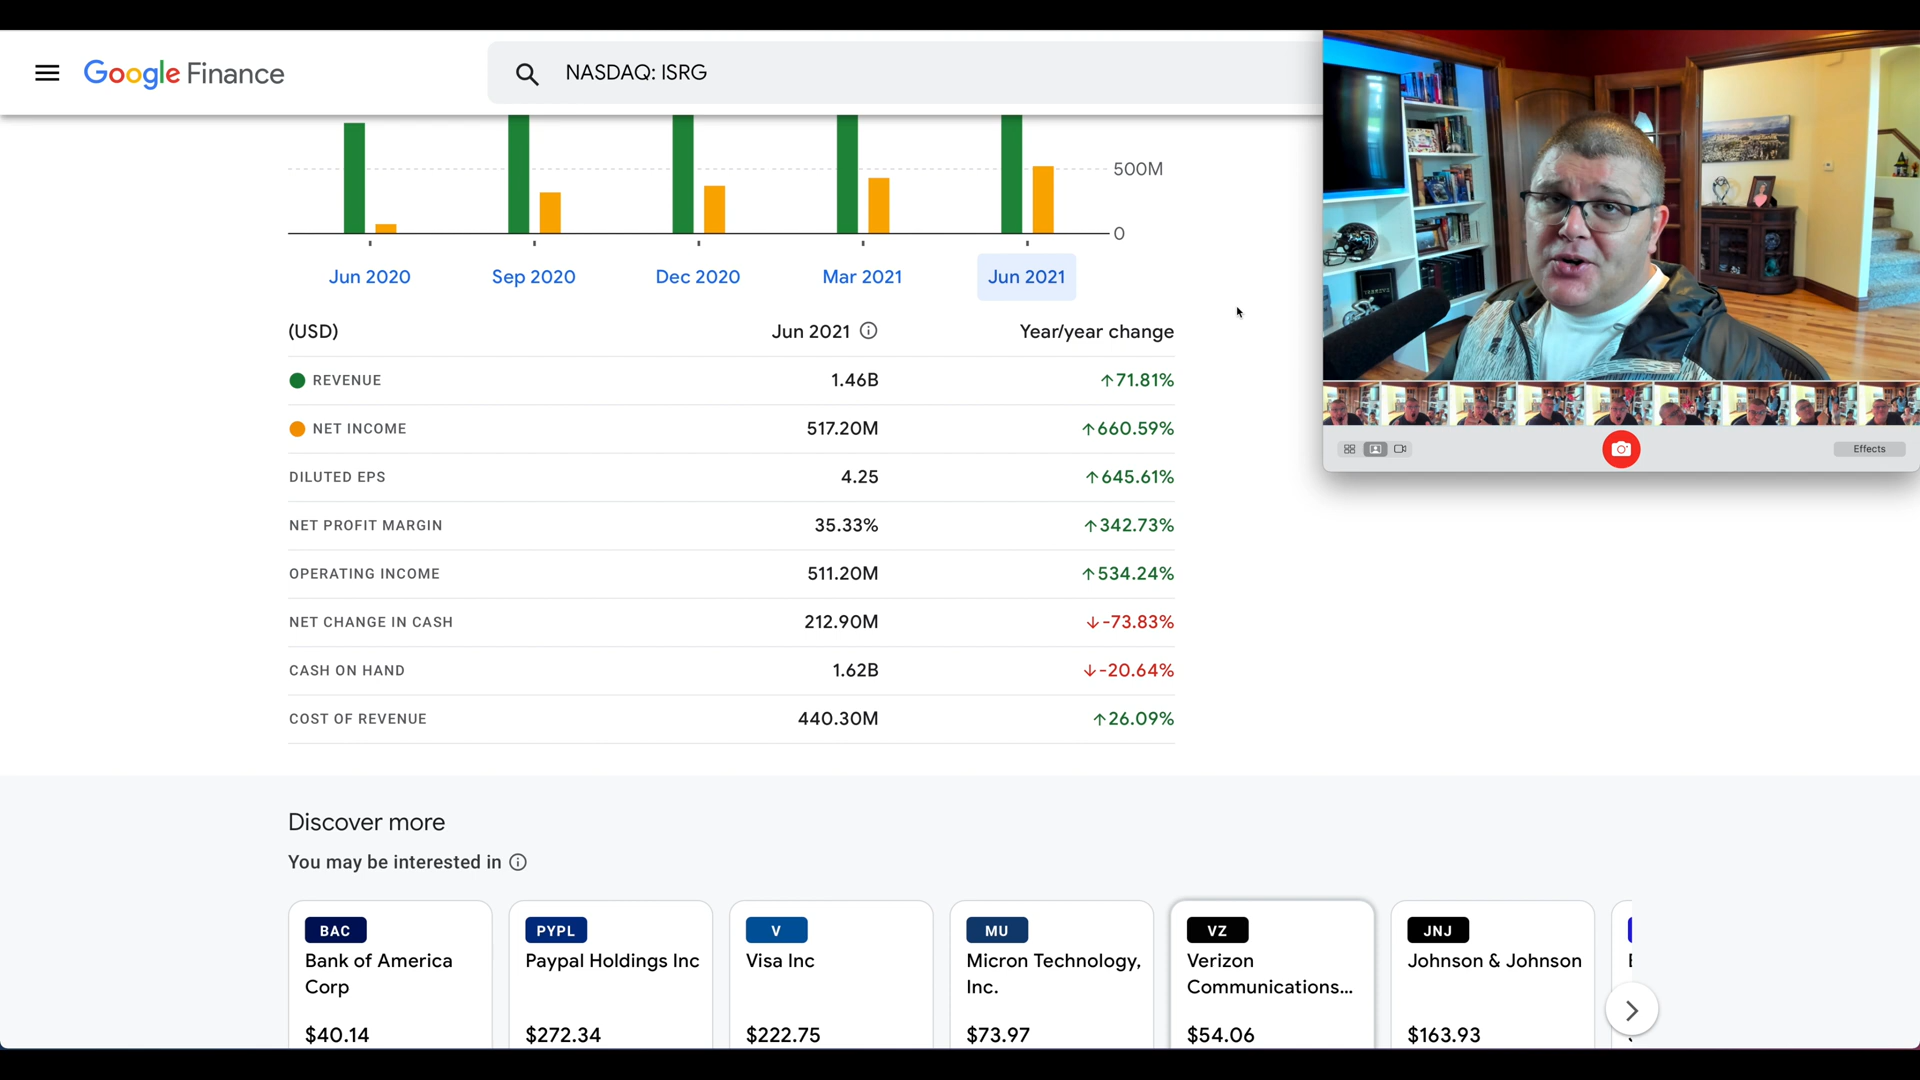 Google Finance
NASDAQ: ISRG
500M
0
Jun 2020
Sep 2020
Dec 2020
Mar 2021
Jun 2021
(USD)
Jun 2021
Year/year change
REVENUE
1.46B
↑71.81%
NET INCOME
517.20M
↑660.59%
DILUTED EPS
4.25
↑645.61%
NET PROFIT MARGIN
35.33%
↑342.73%
OPERATING INCOME
511.20M
↑534.24%
NET CHANGE IN CASH
212.90M
↓-73.83%
CASH ON HAND
1.62B
↓-20.64%
COST OF REVENUE
440.30M
↑26.09%
Effects
Discover more
You may be interested in
BAC
Bank of America
Corp
$40.14
PYPL
Paypal Holdings Inc
$272.34
V
Visa Inc
$222.75
MU
Micron Technology,
Inc.
$73.97
VZ
Verizon
Communications...
$54.06
JNJ
Johnson & Johnson
$163.93